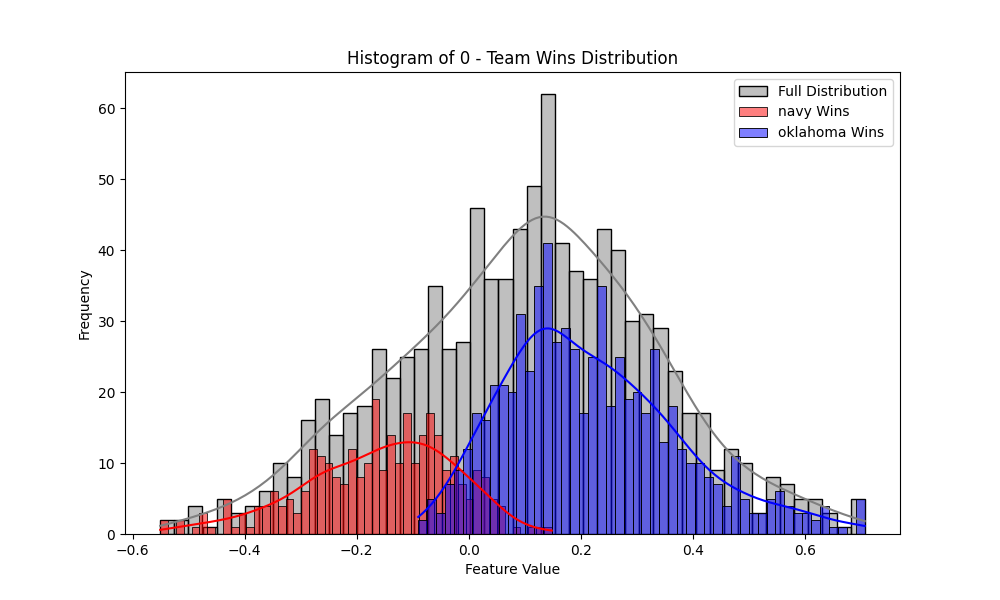 Histogram of 0 - Team Wins Distribution
Full Distribution
navy Wins
oklahoma Wins
Frequency
60
50
40
30
20
10
0
−0.6 −0.4 −0.2 0.0 0.2 0.4 0.6
Feature Value